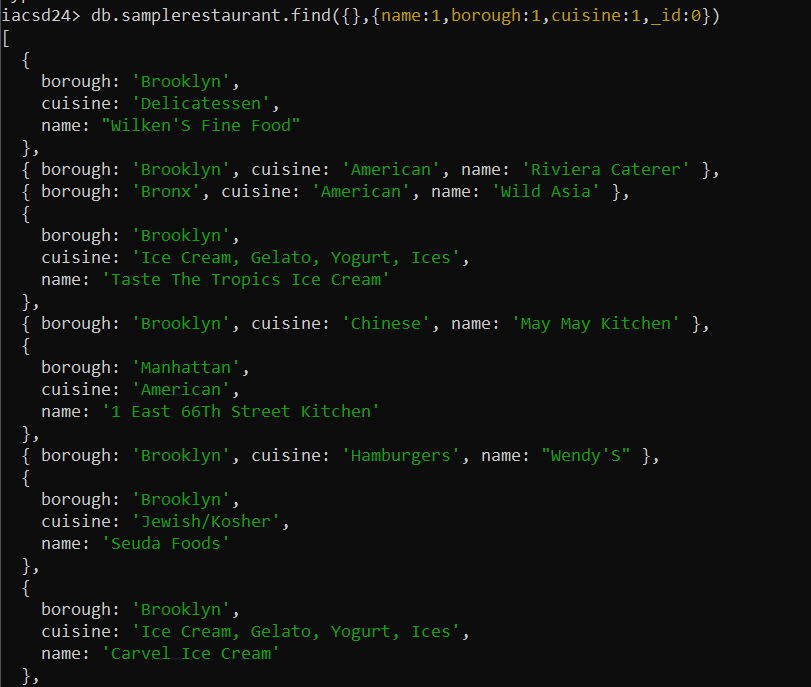 iacsd24> db.samplerestaurant.find({},{name:1,borough:1,cuisine:1,_id:0})
[
  {
    borough: 'Brooklyn',
    cuisine: 'Delicatessen',
    name: "Wilken'S Fine Food"
  },
  { borough: 'Brooklyn', cuisine: 'American', name: 'Riviera Caterer' },
  { borough: 'Bronx', cuisine: 'American', name: 'Wild Asia' },
  {
    borough: 'Brooklyn',
    cuisine: 'Ice Cream, Gelato, Yogurt, Ices',
    name: 'Taste The Tropics Ice Cream'
  },
  { borough: 'Brooklyn', cuisine: 'Chinese', name: 'May May Kitchen' },
  {
    borough: 'Manhattan',
    cuisine: 'American',
    name: '1 East 66Th Street Kitchen'
  },
  { borough: 'Brooklyn', cuisine: 'Hamburgers', name: "Wendy'S" },
  {
    borough: 'Brooklyn',
    cuisine: 'Jewish/Kosher',
    name: 'Seuda Foods'
  },
  {
    borough: 'Brooklyn',
    cuisine: 'Ice Cream, Gelato, Yogurt, Ices',
    name: 'Carvel Ice Cream'
  },